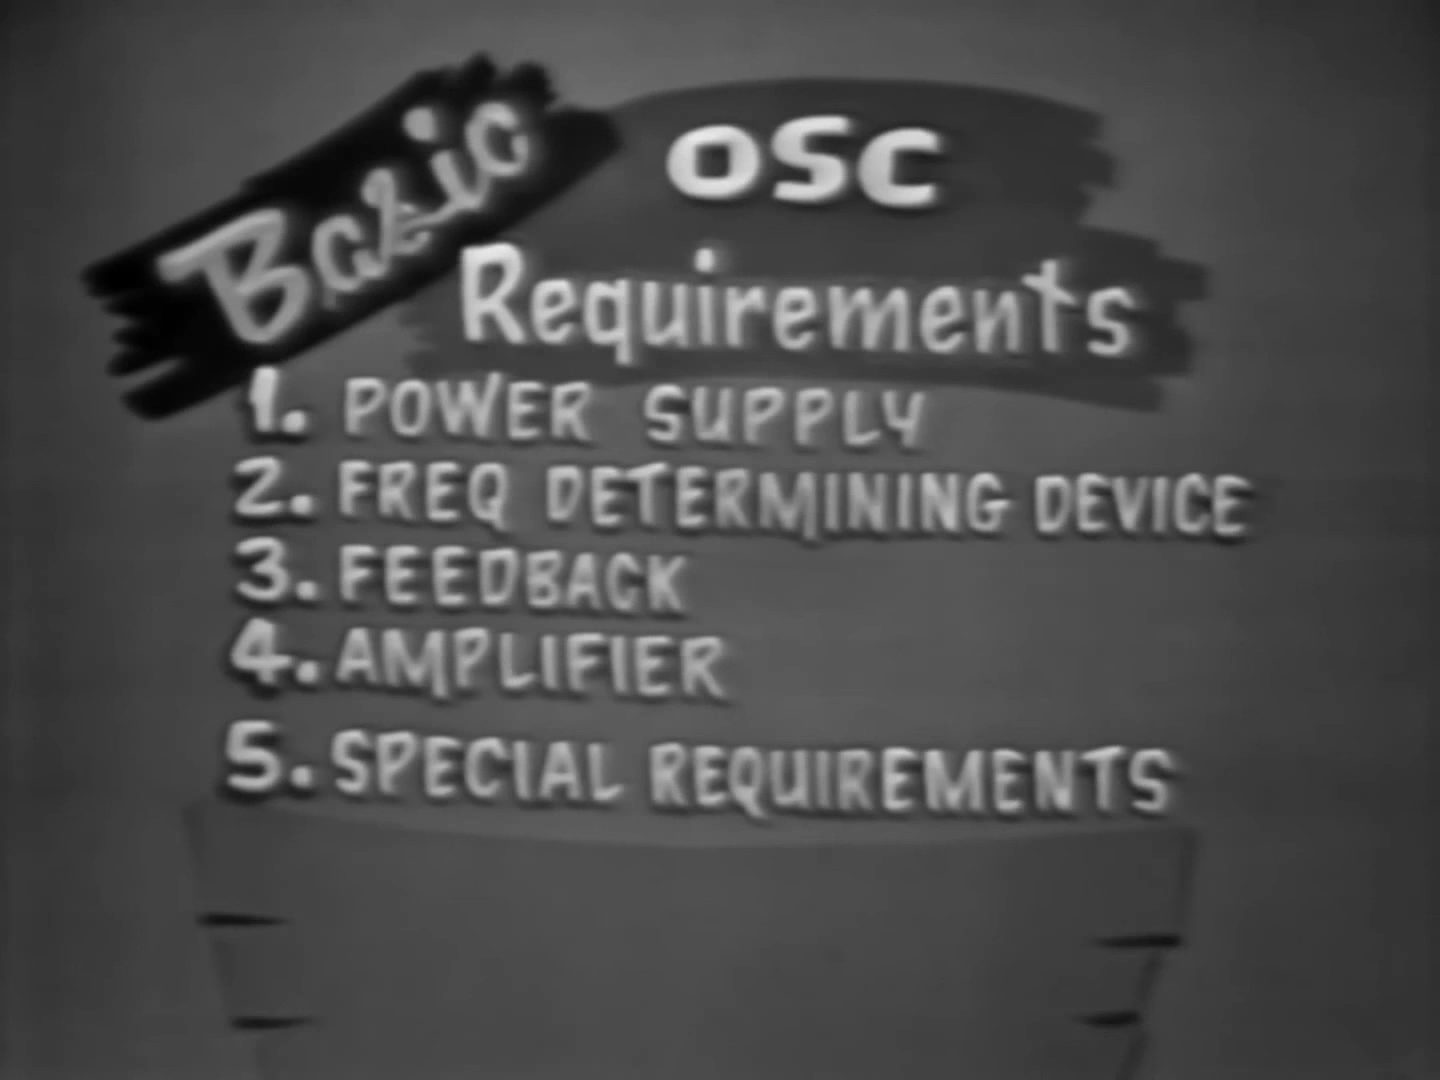 Basic OSC
Requirements
1. POWER SUPPLY
2. FREQ DETERMINING DEVICE
3. FEEDBACK
4. AMPLIFIER
5. SPECIAL REQUIREMENTS